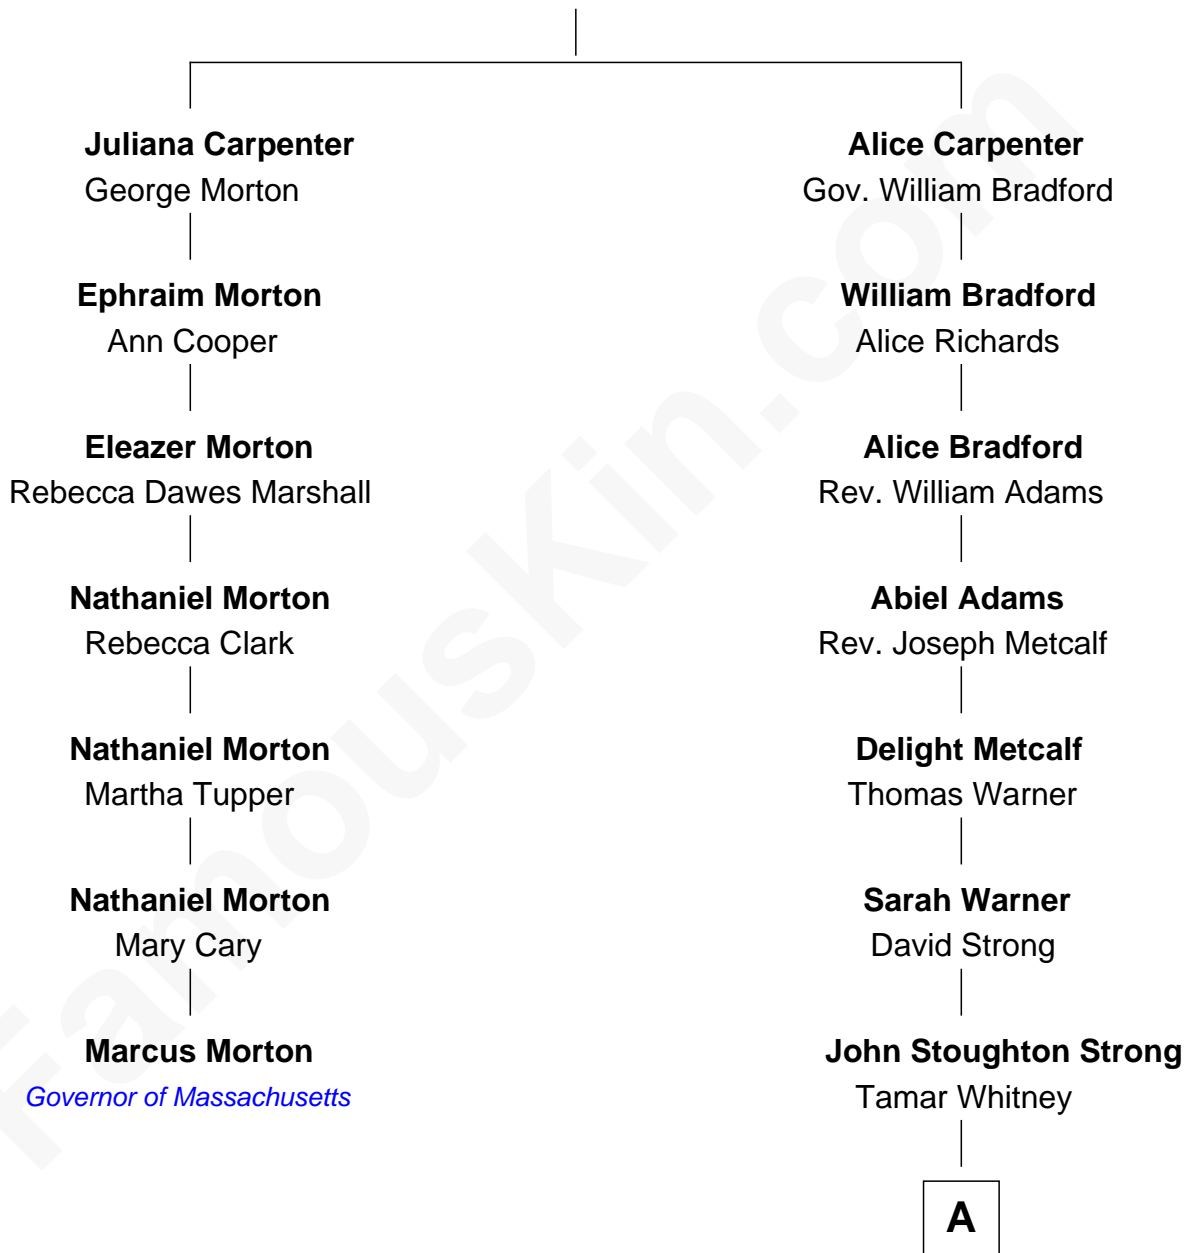 Juliana Carpenter
George Morton
Ephraim Morton
Ann Cooper
Eleazer Morton
Rebecca Dawes Marshall
Nathaniel Morton
Rebecca Clark
Nathaniel Morton
Martha Tupper
Nathaniel Morton
Mary Cary
Marcus Morton
Governor of Massachusetts
Alice Carpenter
Gov. William Bradford
William Bradford
Alice Richards
Alice Bradford
Rev. William Adams
Abiel Adams
Rev. Joseph Metcalf
Delight Metcalf
Thomas Warner
Sarah Warner
David Strong
John Stoughton Strong
Tamar Whitney
A
FamousKin.com